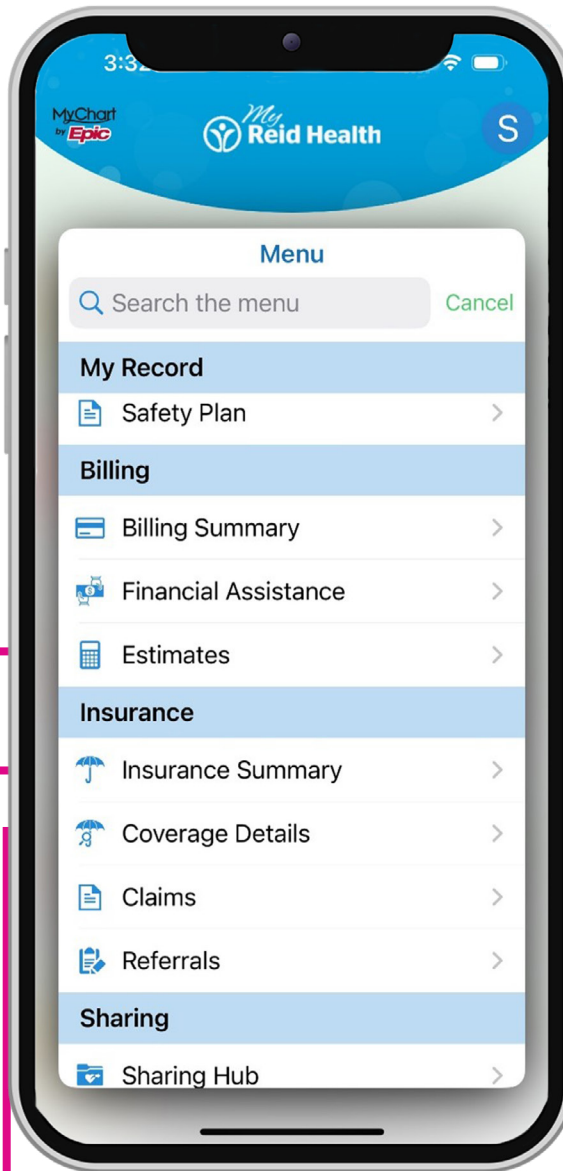 3:32
MyChart
by Epic
My
Reid Health
S
Menu
Search the menu
Cancel
My Record
Safety Plan
Billing
Billing Summary
Financial Assistance
Estimates
Insurance
Insurance Summary
Coverage Details
Claims
Referrals
Sharing
Sharing Hub